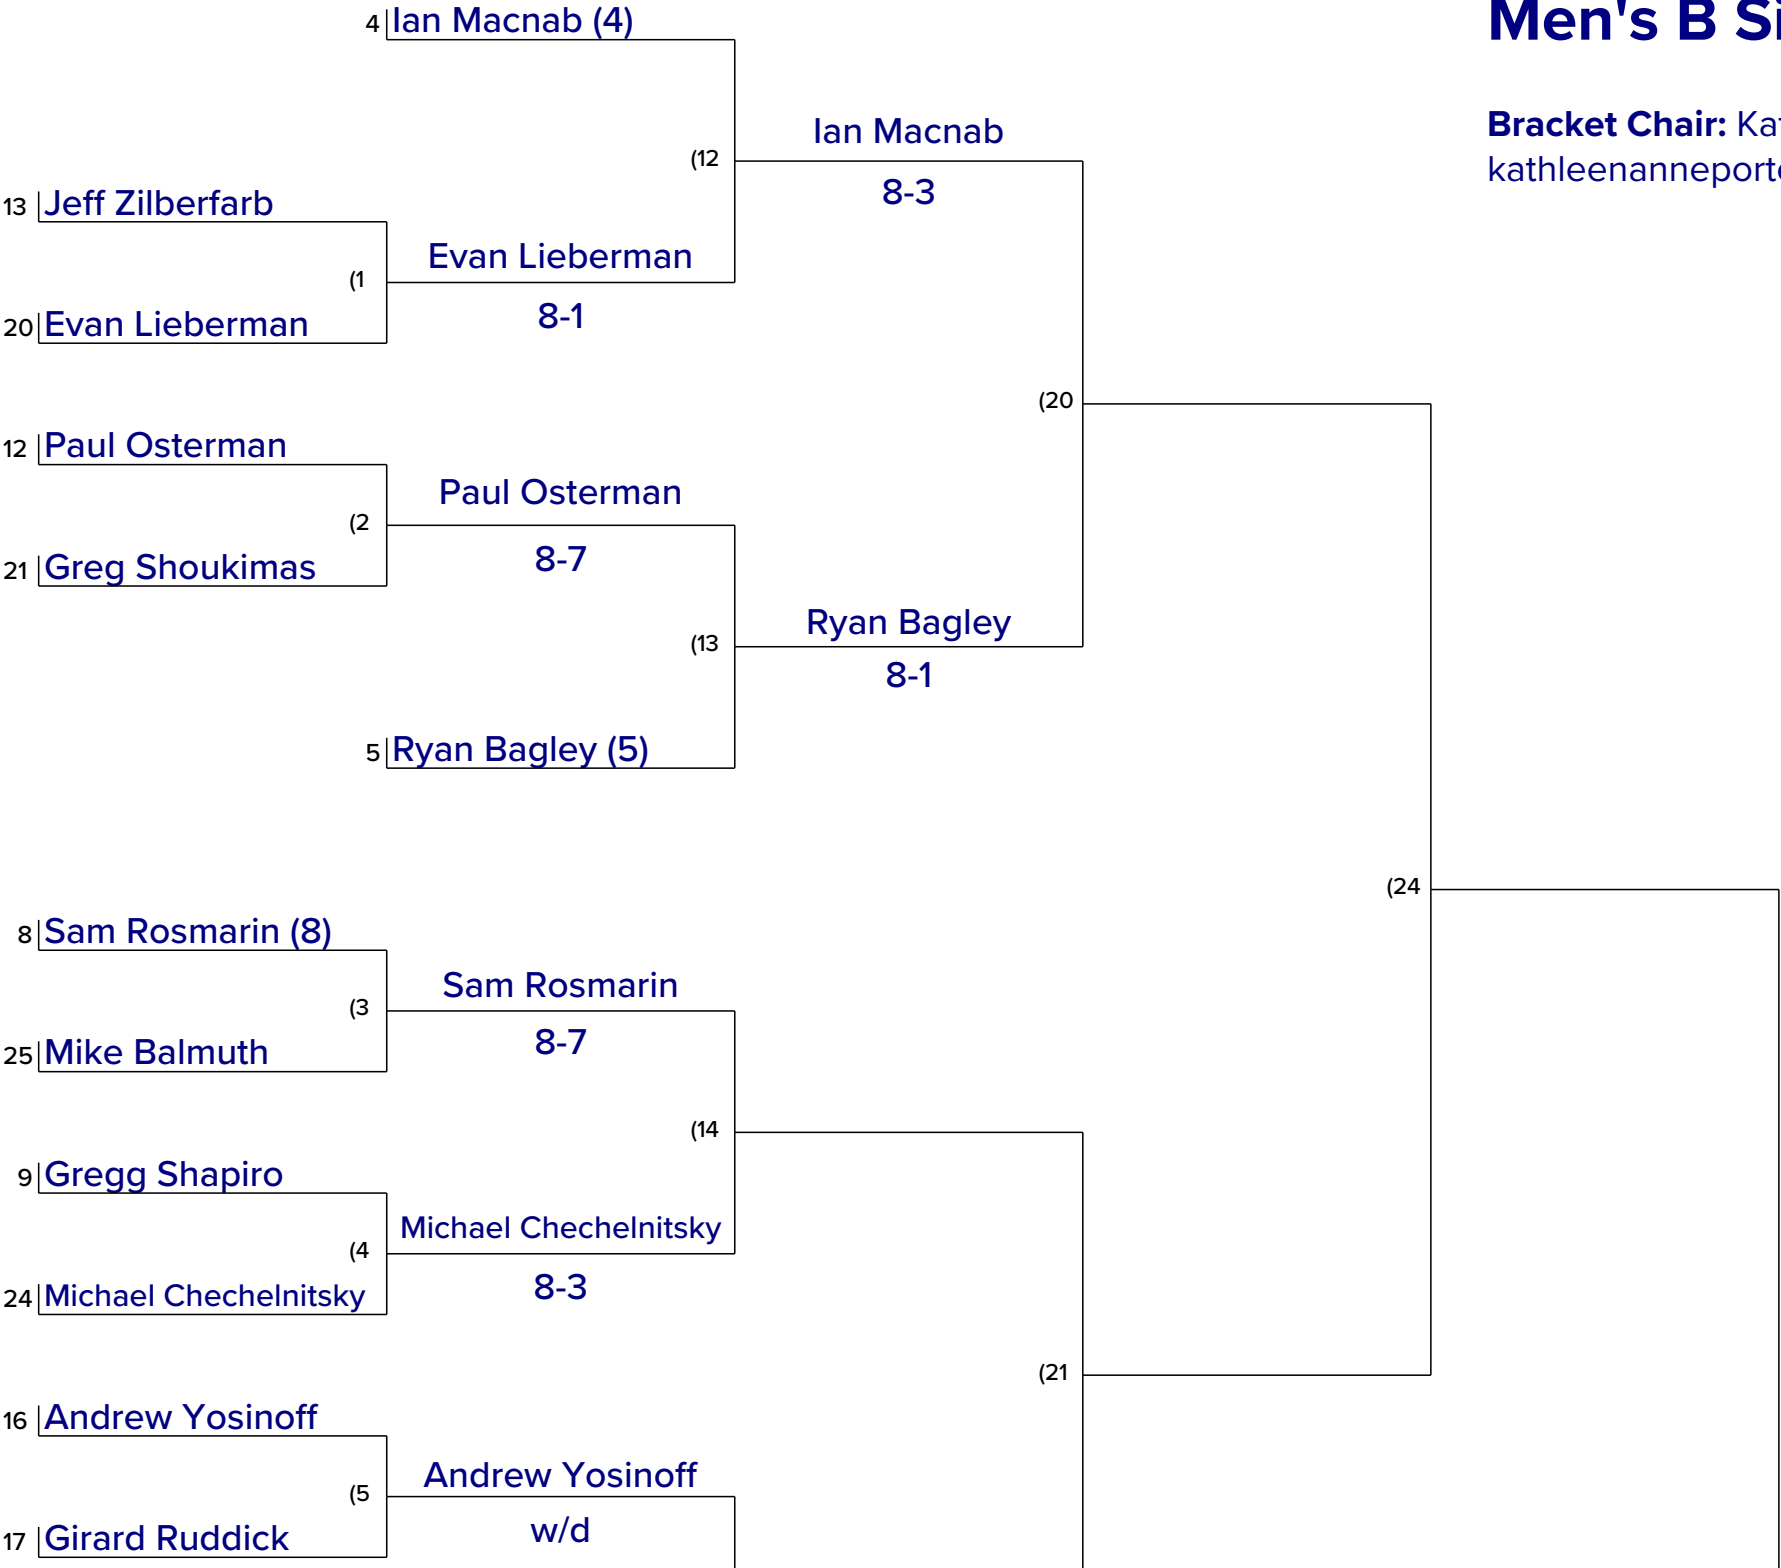 4 Ian Macnab (4)
Men's B Si
Bracket Chair: Kat
kathleenanneporte
Ian Macnab
(12
8-3
13 Jeff Zilberfarb
Evan Lieberman
(1
8-1
20 Evan Lieberman
(20
12 Paul Osterman
Paul Osterman
(2
8-7
21 Greg Shoukimas
Ryan Bagley
(13
8-1
5 Ryan Bagley (5)
(24
8 Sam Rosmarin (8)
Sam Rosmarin
(3
8-7
25 Mike Balmuth
(14
9 Gregg Shapiro
Michael Chechelnitsky
(4
8-3
24 Michael Chechelnitsky
(21
16 Andrew Yosinoff
Andrew Yosinoff
(5
w/d
17 Girard Ruddick